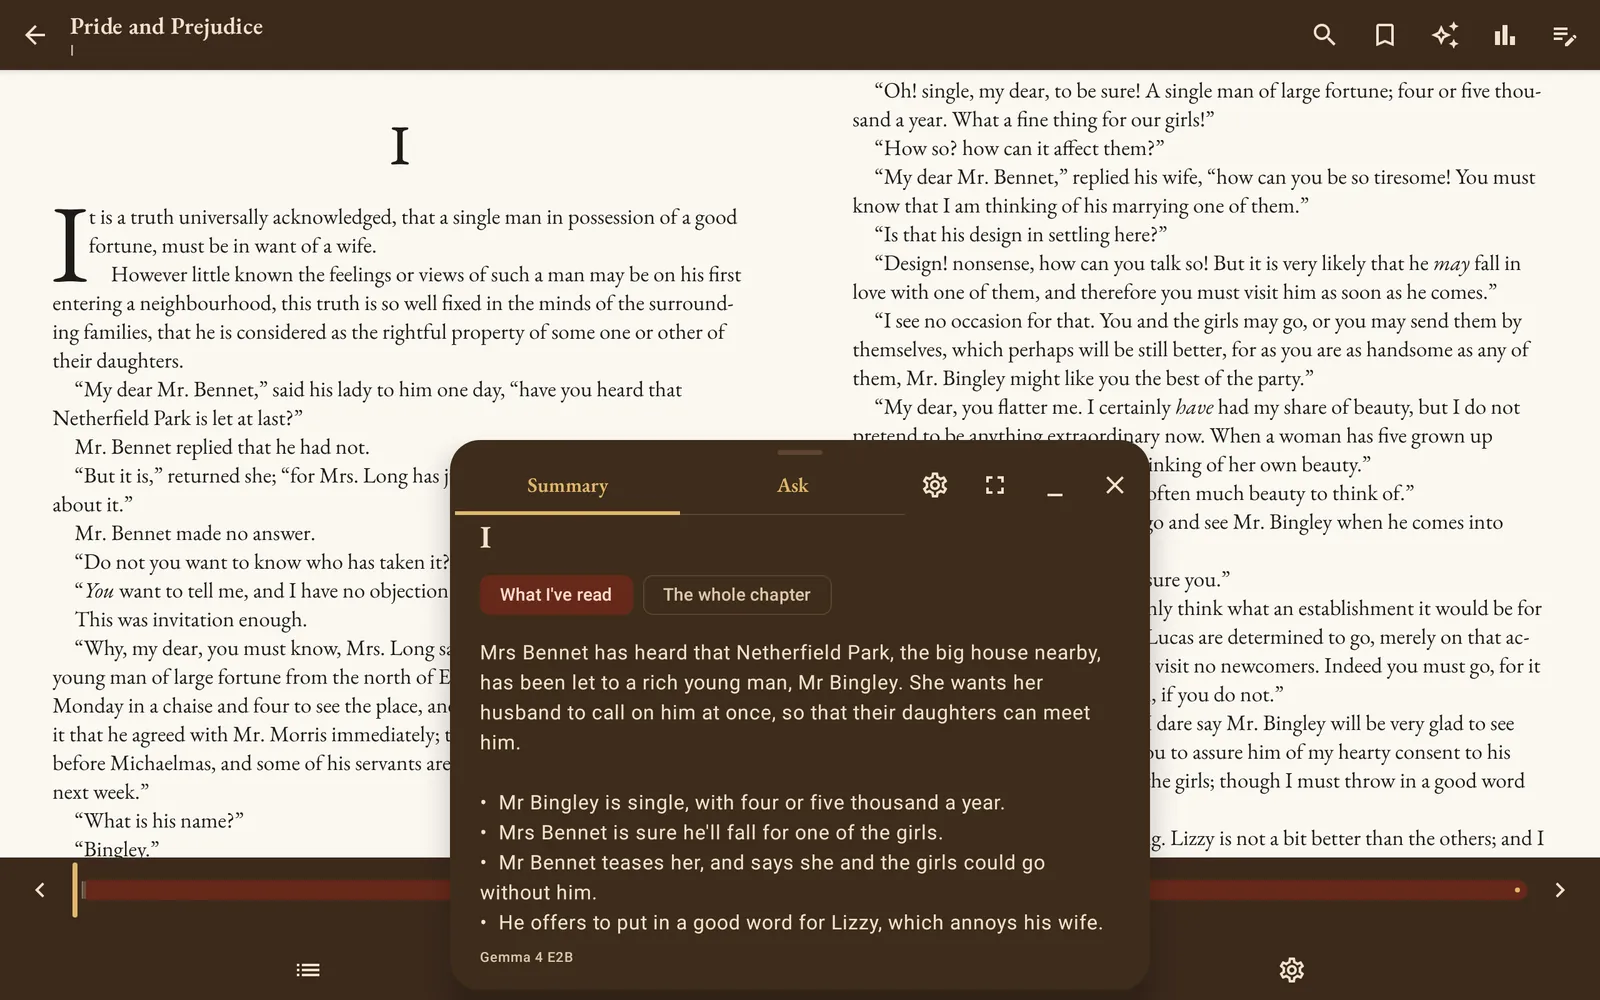 Pride and Prejudice
I
I
It is a truth universally acknowledged, that a single man in possession of a good
fortune, must be in want of a wife.
However little known the feelings or views of such a man may be on his first
entering a neighbourhood, this truth is so well fixed in the minds of the surround-
ing families, that he is considered as the rightful property of some one or other of
their daughters.
“My dear Mr. Bennet,” said his lady to him one day, “have you heard that
Netherfield Park is let at last?”
Mr. Bennet replied that he had not.
“But it is,” returned she; “for Mrs. Long has
about it.”
Mr. Bennet made no answer.
“Do not you want to know who has taken it?
“You want to tell me, and I have no objection
This was invitation enough.
“Why, my dear, you must know, Mrs. Long
young man of large fortune from the north of
Monday in a chaise and four to see the place,
it that he agreed with Mr. Morris immediately;
before Michaelmas, and some of his servants are
next week.”
“What is his name?”
“Bingley.”
“Oh! single, my dear, to be sure! A single man of large fortune; four or five thou-
sand a year. What a fine thing for our girls!”
“How so? how can it affect them?”
“My dear Mr. Bennet,” replied his wife, “how can you be so tiresome! You must
know that I am thinking of his marrying one of them.”
“Is that his design in settling here?”
“Design! nonsense, how can you talk so! But it is very likely that he may fall in
love with one of them, and therefore you must visit him as soon as he comes.”
“I see no occasion for that. You and the girls may go, or you may send them by
themselves, which perhaps will be still better, for as you are as handsome as any of
them, Mr. Bingley might like you the best of the party.”
“My dear, you flatter me. I certainly have had my share of beauty, but I do not
pretend to be anything extraordinary now. When a woman has five grown up
of her own beauty.”
often much beauty to think of.”
and see Mr. Bingley when he comes into
you.”
think what an establishment it would be for
Lucas are determined to go, merely on that ac-
visit no newcomers. Indeed you must go, for it
, if you do not.”
I dare say Mr. Bingley will be very glad to see
to assure him of my hearty consent to his
the girls; though I must throw in a good word
Lizzy is not a bit better than the others; and I
Summary
Ask
I
What I've read
The whole chapter
Mrs Bennet has heard that Netherfield Park, the big house nearby,
has been let to a rich young man, Mr Bingley. She wants her
husband to call on him at once, so that their daughters can meet
him.
• Mr Bingley is single, with four or five thousand a year.
• Mrs Bennet is sure he'll fall for one of the girls.
• Mr Bennet teases her, and says she and the girls could go
without him.
• He offers to put in a good word for Lizzy, which annoys his wife.
Gemma 4 E2B